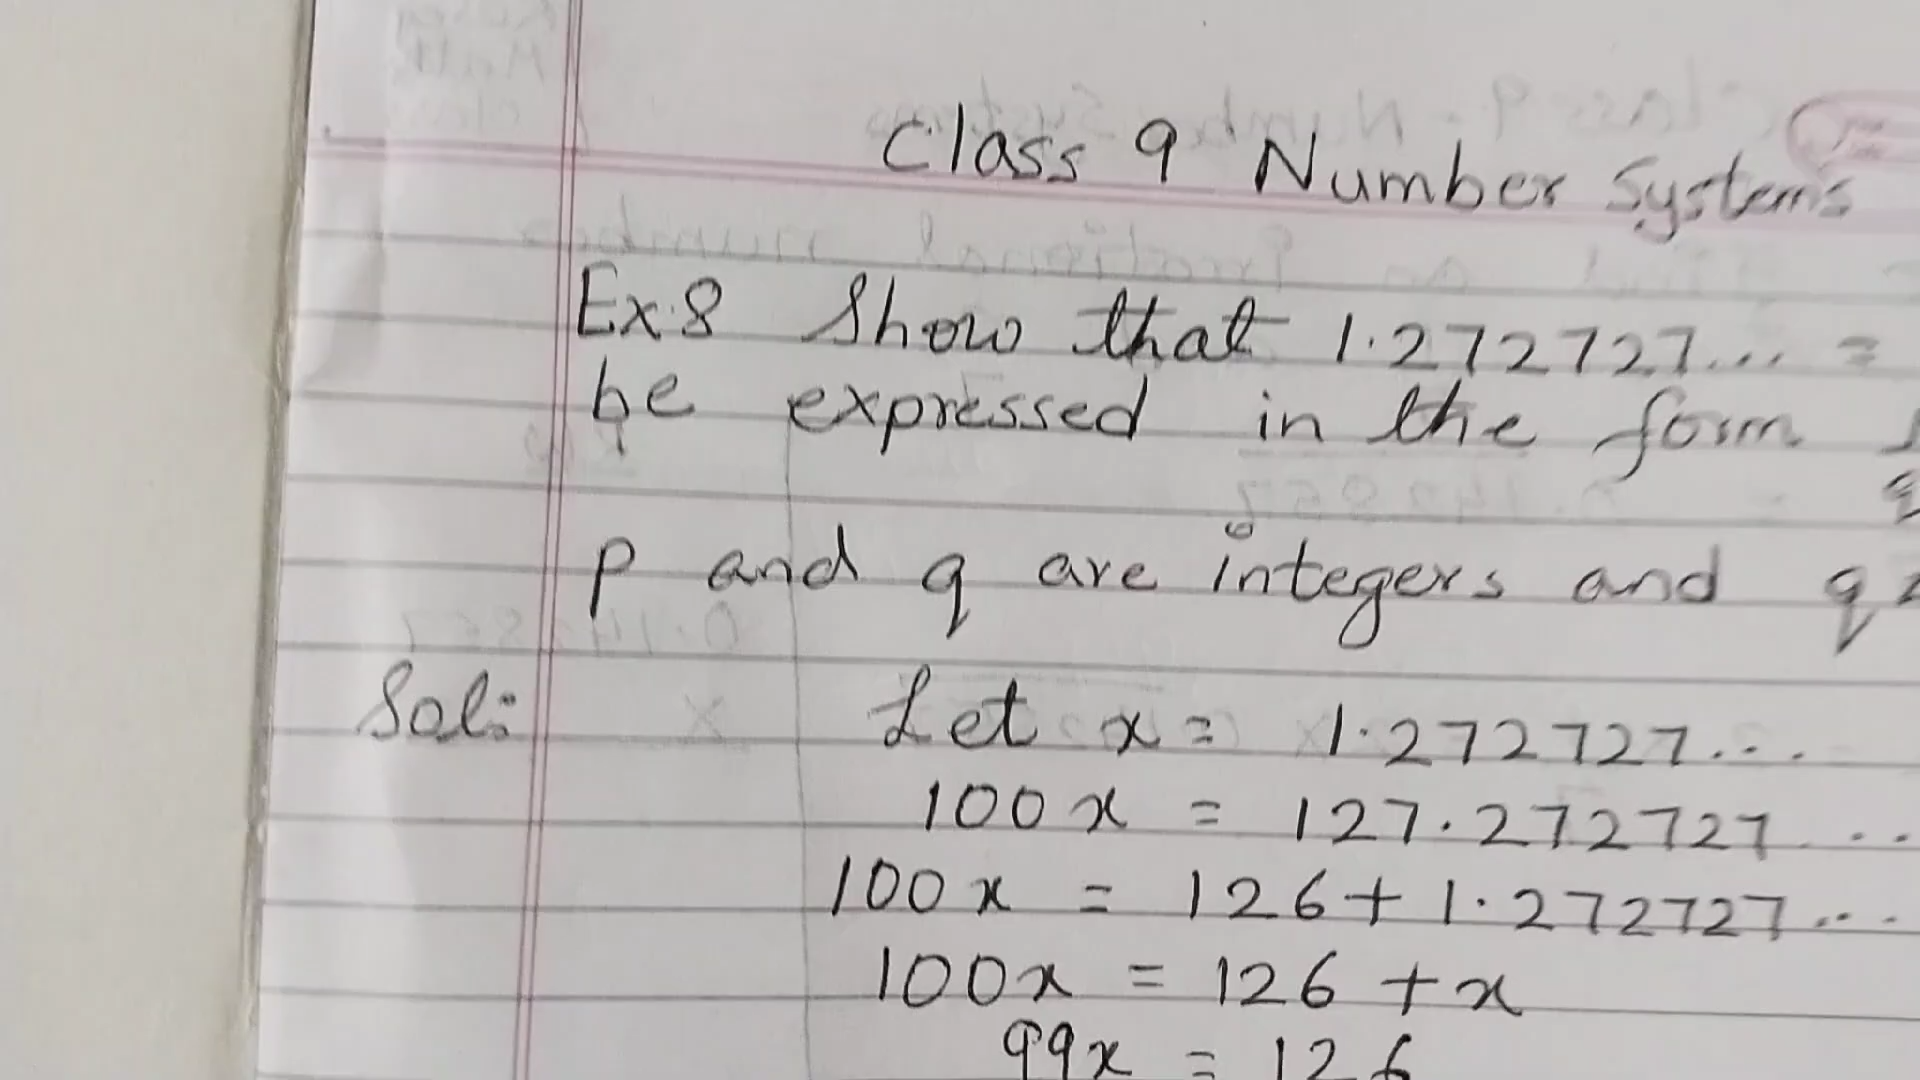 Class 9 Number Systems
Ex.8 Show that 1.272727... =
be expressed in the form
p and q are integers and q
Sol:
Let x = 1.272727...
100x = 127.272727...
100x = 126+1.272727...
100x = 126 + x
99x = 126